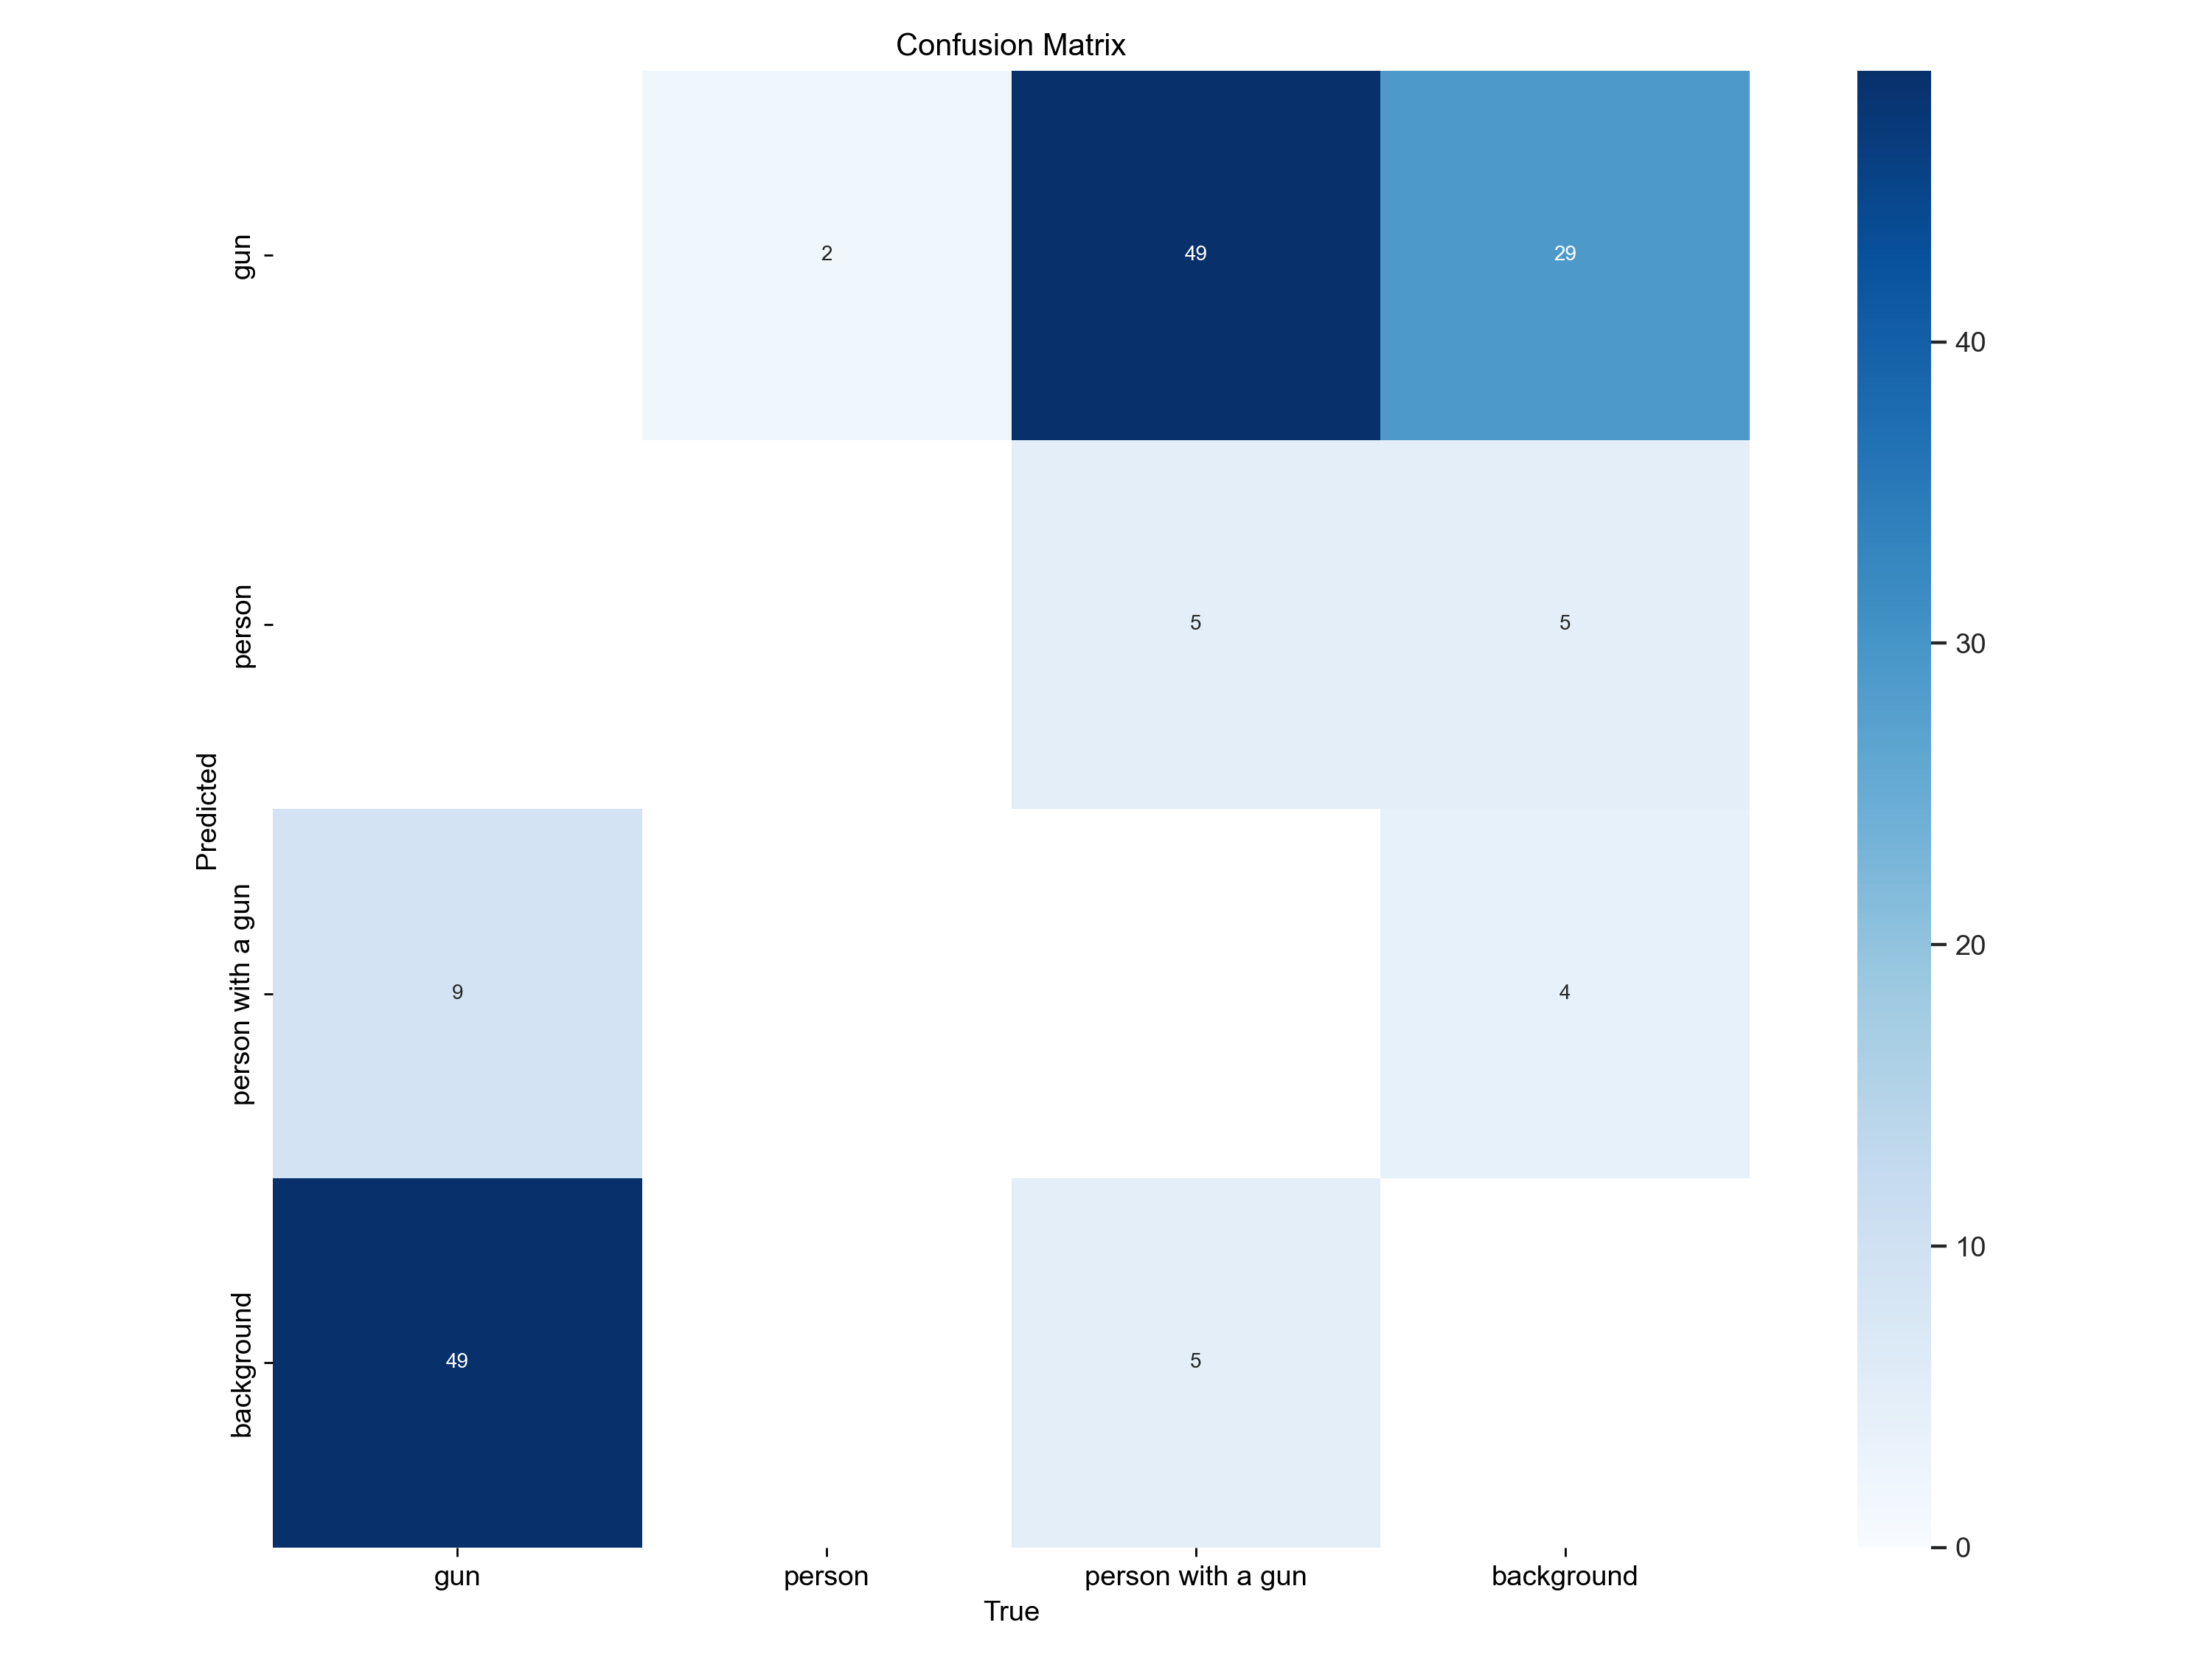 Confusion Matrix
gun
2
49
29
person
5
5
person with a gun
9
4
background
49
5
Predicted
gun
person
person with a gun
background
True
40
30
20
10
0